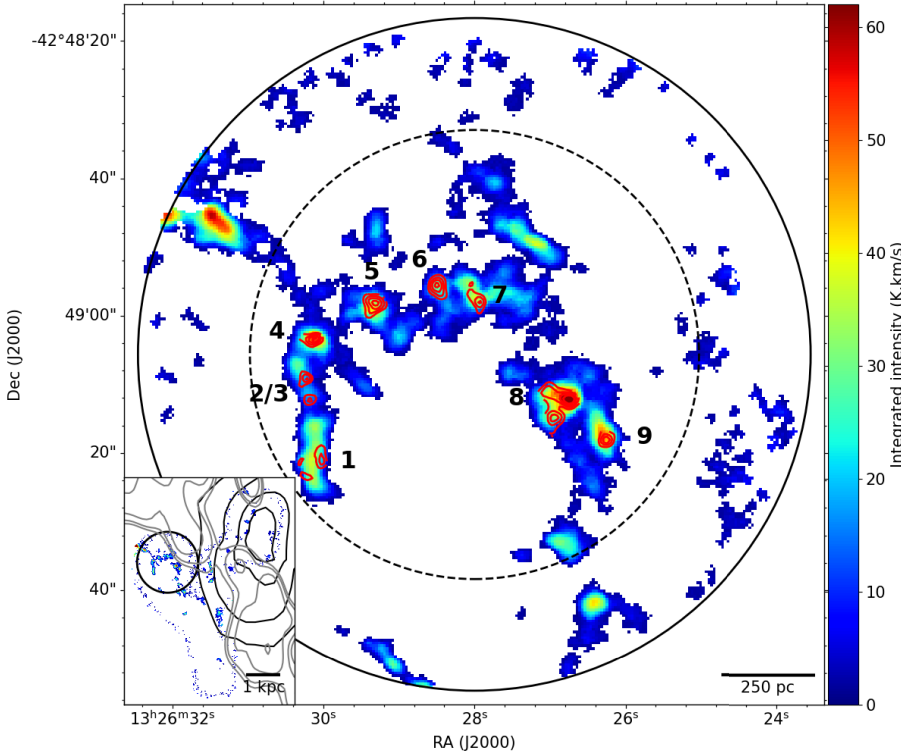 -42°48'20"
40"
49'00"
20"
40"
Dec (J2000)
6
5
7
4
2/3
8
9
1
1 kpc
250 pc
13ʰ26ᵐ32ˢ
30ˢ
28ˢ
26ˢ
24ˢ
RA (J2000)
60
50
40
30
20
10
0
Integrated intensity (K.km/s)